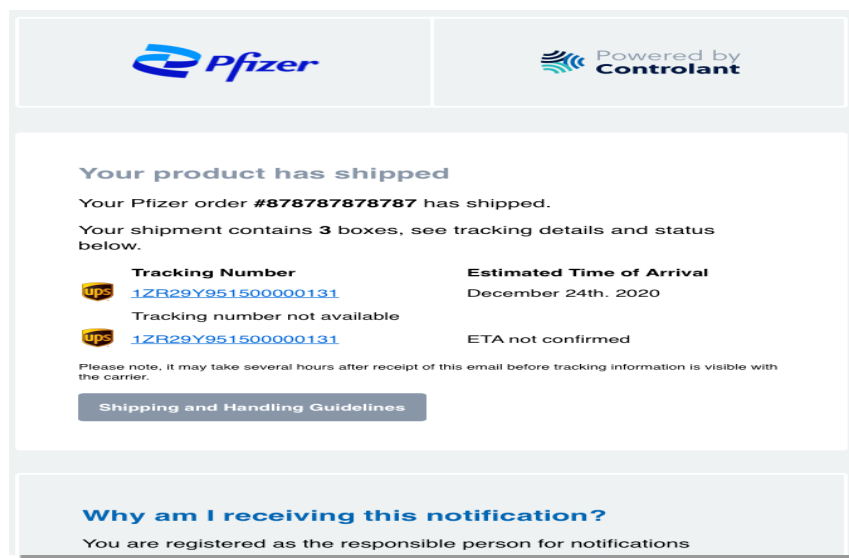 Pfizer
Powered by
Controlant
Your product has shipped
Your Pfizer order #878787878787 has shipped.
Your shipment contains 3 boxes, see tracking details and status
below.
Tracking Number Estimated Time of Arrival
ups 1ZR29Y951500000131 December 24th. 2020
Tracking number not available
ups 1ZR29Y951500000131 ETA not confirmed
Please note, it may take several hours after receipt of this email before tracking information is visible with
the carrier.
Shipping and Handling Guidelines
Why am I receiving this notification?
You are registered as the responsible person for notifications